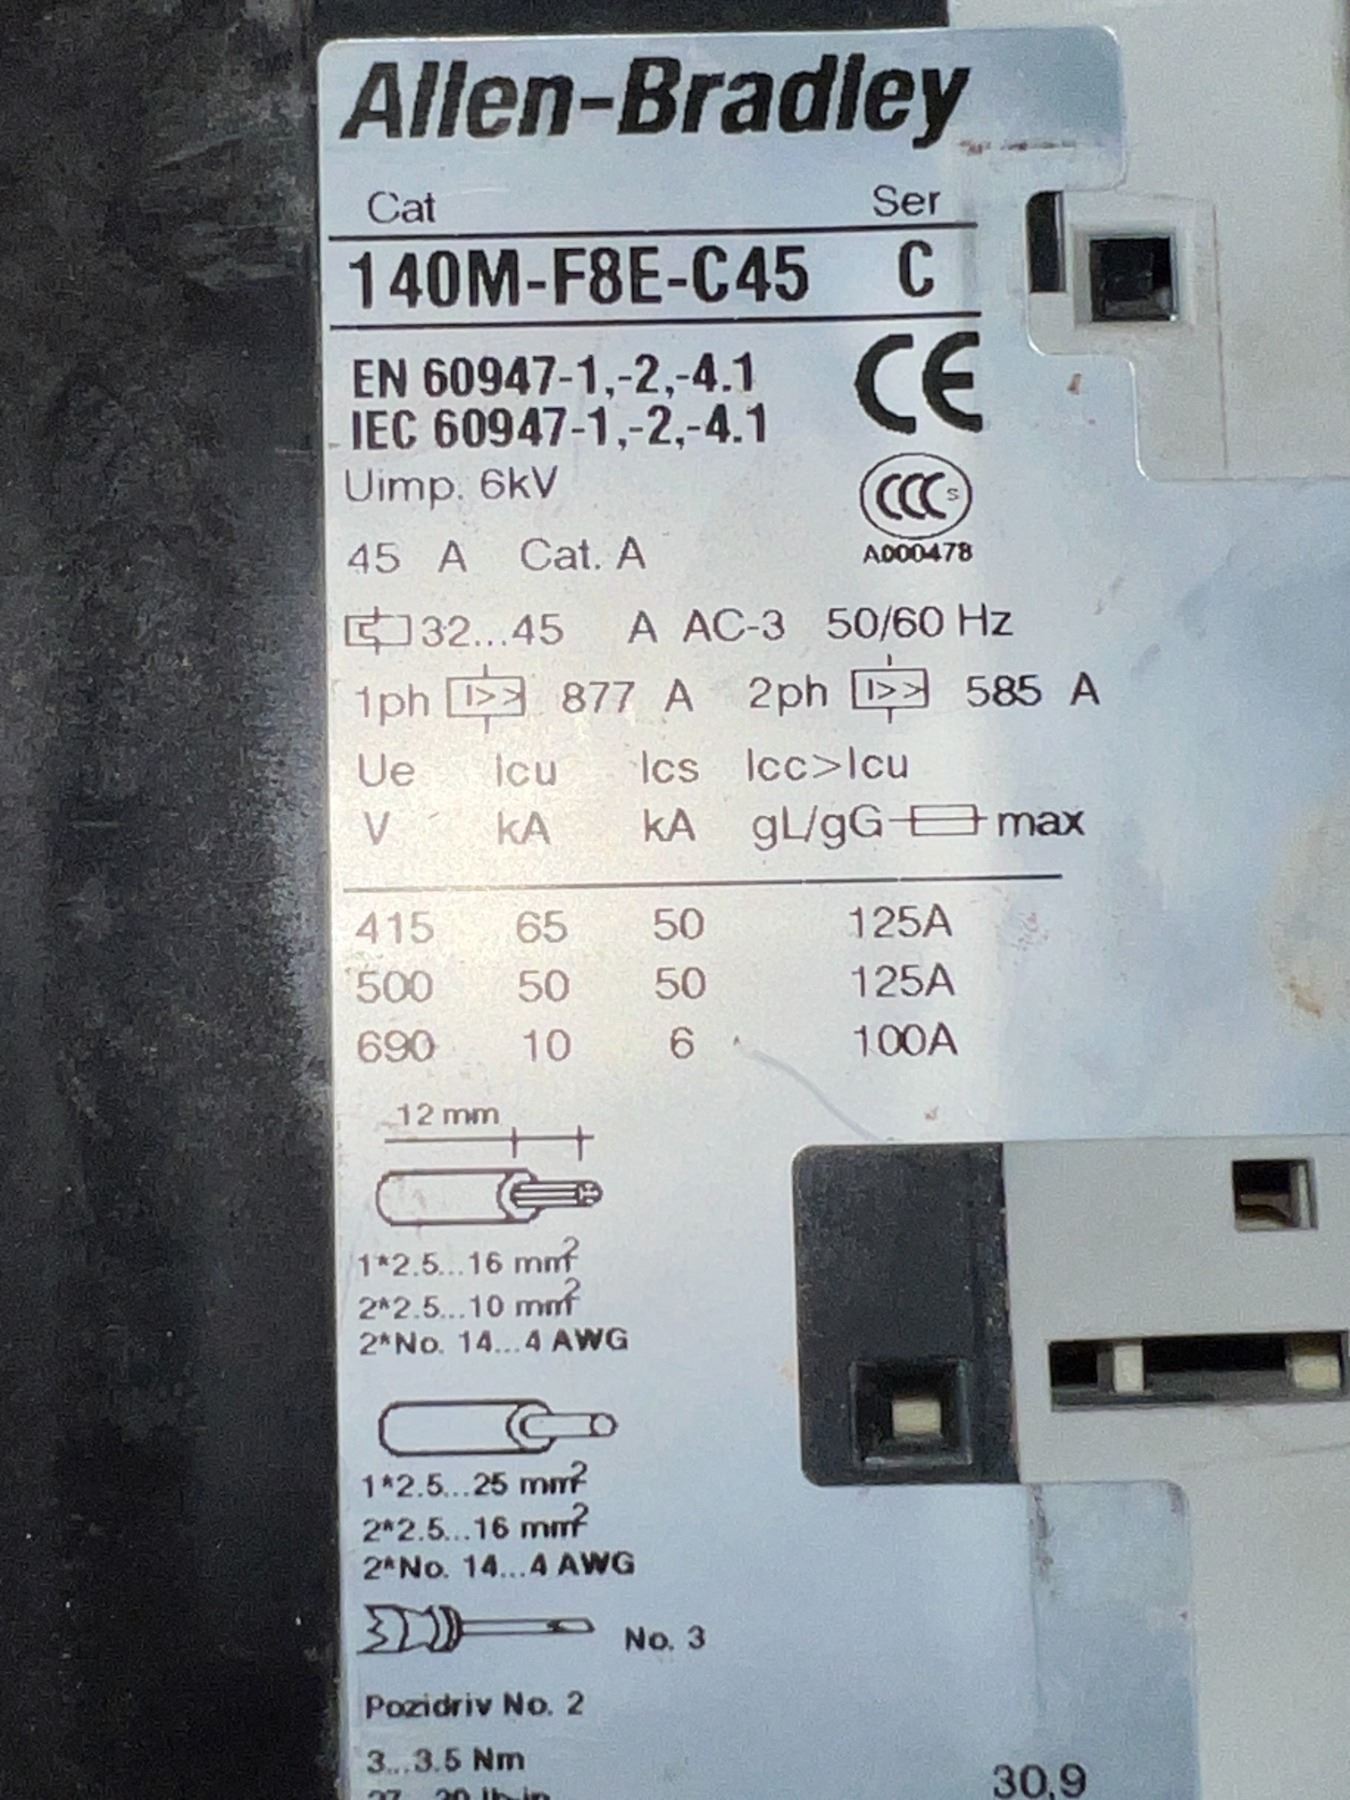 Allen-Bradley
Cat Ser
140M-F8E-C45 C
EN 60947-1,-2,-4.1
IEC 60947-1,-2,-4.1
CE
Uimp. 6kV
CCC S
A000478
45 A Cat. A
32...45 A AC-3 50/60 Hz
1ph I>> 877 A 2ph I>> 585 A
Ue Icu Ics Icc>Icu
V kA kA gL/gG max
415 65 50 125A
500 50 50 125A
690 10 6 100A
12 mm
1*2.5...16 mm²
2*2.5...10 mm²
2*No. 14...4 AWG
1*2.5...25 mm²
2*2.5...16 mm²
2*No. 14...4 AWG
No. 3
Pozidriv No. 2
3...3.5 Nm
30,9